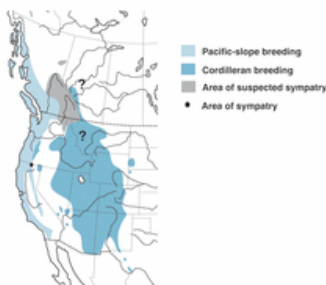 ?
?
Pacific-slope breeding
Cordilleran breeding
Area of suspected sympatry
Area of sympatry